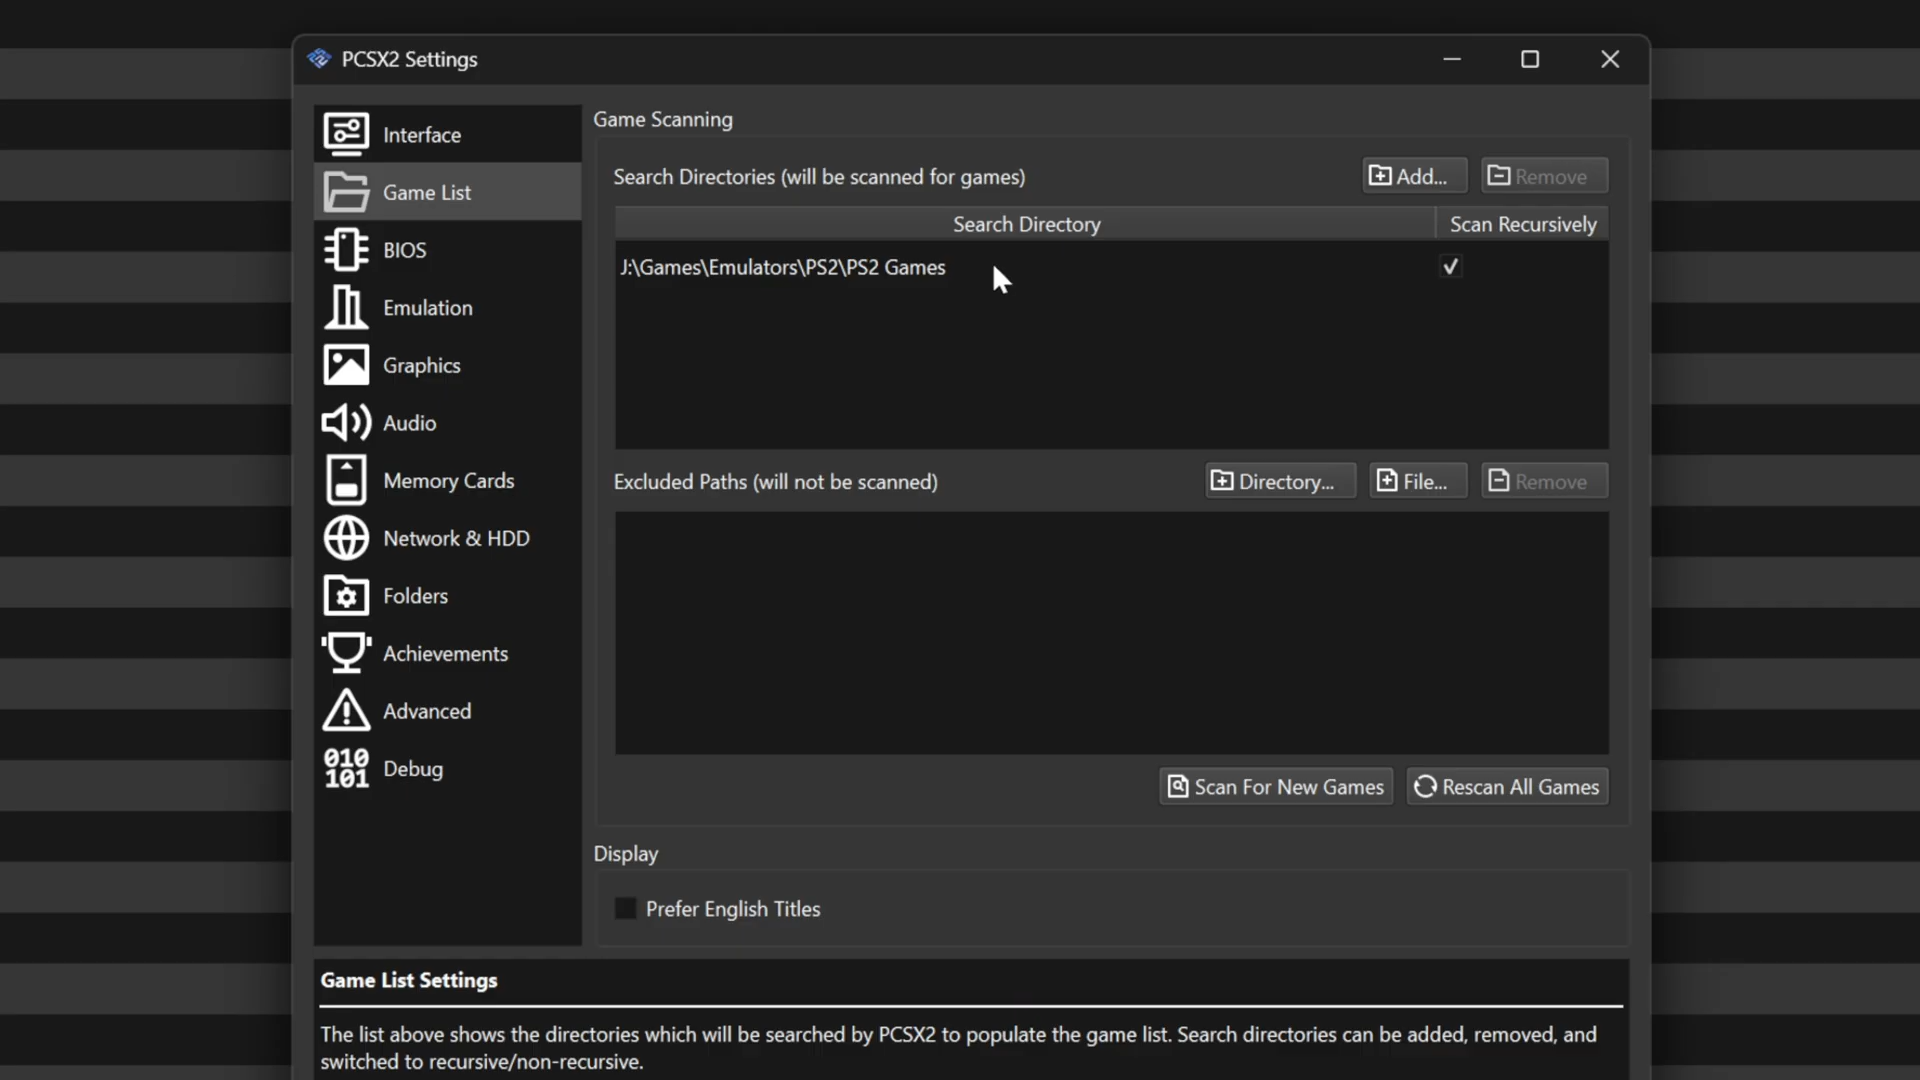 PCSX2 Settings
Interface
Game List
BIOS
Emulation
Graphics
Audio
Memory Cards
Network & HDD
Folders
Achievements
Advanced
010
101
Debug
Game Scanning
Search Directories (will be scanned for games)
Add...
Remove
Search Directory
Scan Recursively
J:\Games\Emulators\PS2\PS2 Games
Excluded Paths (will not be scanned)
Directory...
File...
Remove
Scan For New Games
Rescan All Games
Display
Prefer English Titles
Game List Settings
The list above shows the directories which will be searched by PCSX2 to populate the game list. Search directories can be added, removed, and
switched to recursive/non-recursive.